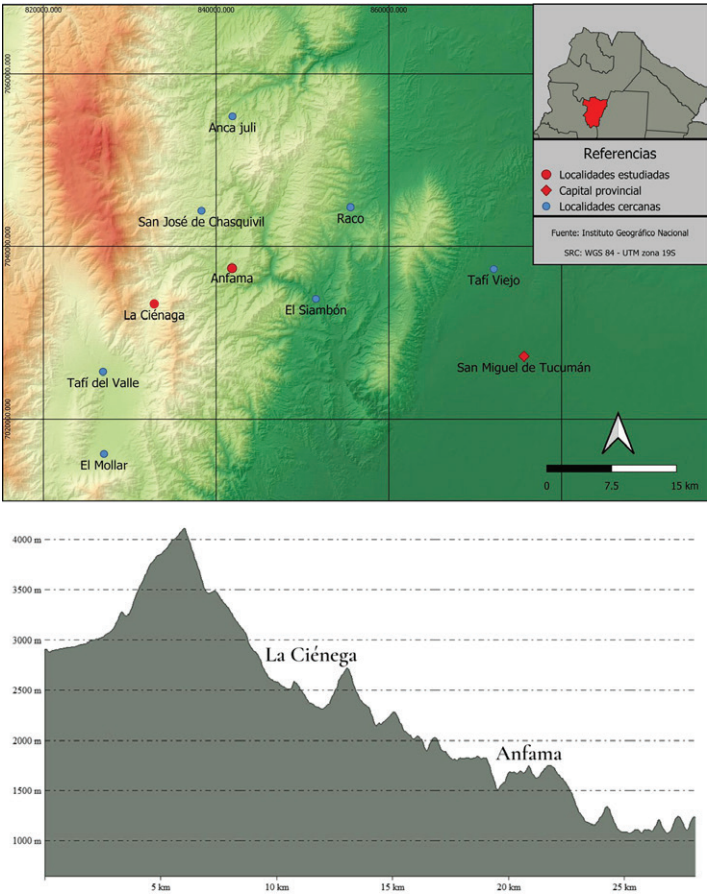 820000.000
840000.000
860000.000
7060000.000
7040000.000
7020000.000
Anca juli
San José de Chasquivil
Raco
Anfama
La Ciénaga
El Siambón
Tafí Viejo
Tafí del Valle
San Miguel de Tucumán
El Mollar
Referencias
Localidades estudiadas
Capital provincial
Localidades cercanas
Fuente: Instituto Geográfico Nacional
SRC: WGS 84 - UTM zona 19S
0 7.5 15 km
4000 m
3500 m
3000 m
2500 m
2000 m
1500 m
1000 m
La Ciénega
Anfama
5 km 10 km 15 km 20 km 25 km